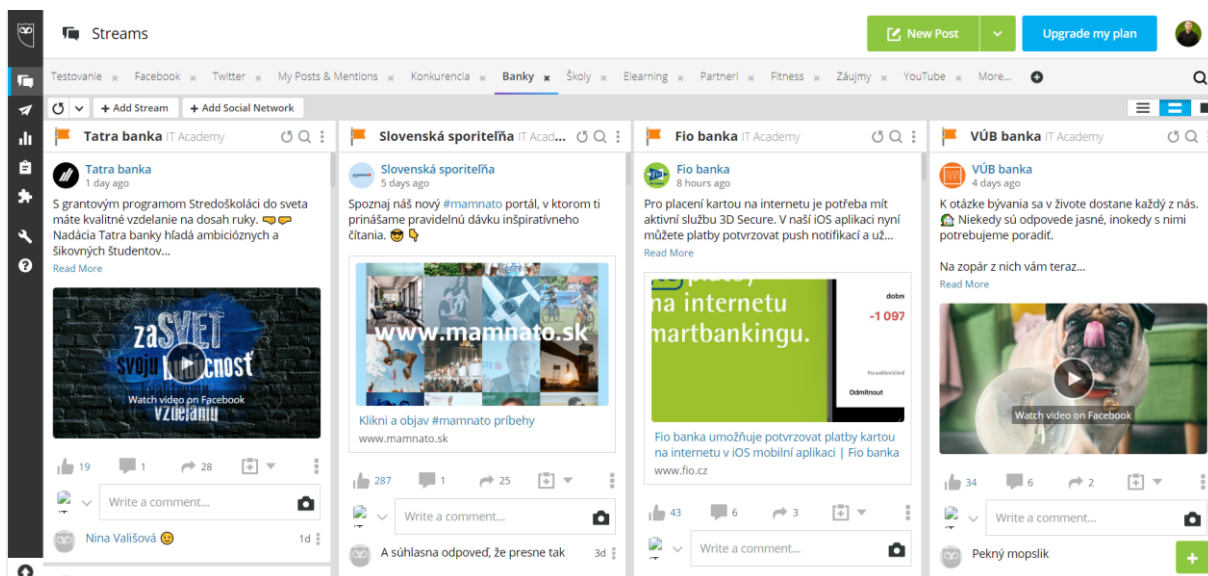 Streams
New Post
Upgrade my plan
Testovanie x Facebook x Twitter x My Posts & Mentions x Konkurencia x Banky x Školy x Elearning x Partneri x Fitness x Záujmy x YouTube x More...
+ Add Stream + Add Social Network
Tatra banka IT Academy
Tatra banka
1 day ago
S grantovým programom Stredoškoláci do sveta
máte kvalitné vzdelanie na dosah ruky.
Nadácia Tatra banky hľadá ambicióznych a
šikovných študentov...
Read More
zaSVET
svoju budúcnosť
Watch video on Facebook
vzdelaniu
19 1 28
Write a comment...
Nina Vališová 😉 1d
Slovenská sporiteľňa IT Acad...
Slovenská sporiteľňa
5 days ago
Spoznaj náš nový #mamnato portál, v ktorom ti
prinášame pravidelnú dávku inšpiratívneho
čítania. 😎 👇
www.mamnato.sk
Klikni a objav #mamnato príbehy
www.mamnato.sk
287 1 25
Write a comment...
A súhlasna odpoveď, že presne tak 3d
Fio banka IT Academy
Fio banka
8 hours ago
Pro placení kartou na internetu je potřeba mít
aktivní službu 3D Secure. V naší iOS aplikaci nyní
můžete platby potvrzovat push notifikací a už...
Read More
platby
na internetu
martbankingu.
dobn
-1 097
Odmítnout
Fio banka umožňuje potvrzovat platby kartou
na internetu v iOS mobilní aplikaci | Fio banka
www.fio.cz
43 6 3
Write a comment...
VÚB banka IT Academy
VÚB banka
4 days ago
K otázke bývania sa v živote dostane každý z nás.
🏠 Niekedy sú odpovede jasné, inokedy s nimi
potrebujeme poradiť.
Na zopár z nich vám teraz...
Read More
Watch video on Facebook
34 6 2
Write a comment...
Pekný mopslik